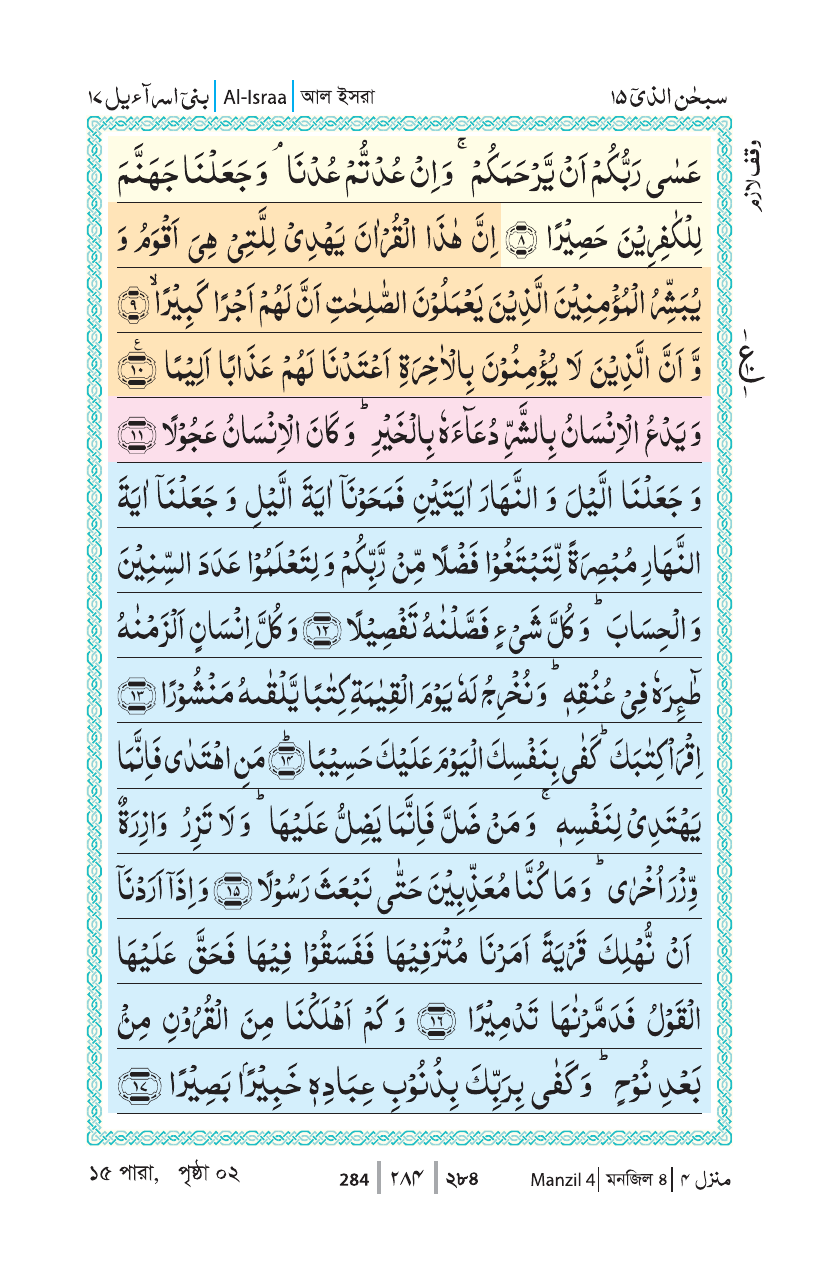 بنیٓ اسرآءیل ١٧ | Al-Israa | আল ইসরা سبحٰن الذیٓ ١٥
عَسٰى رَبُّكُمْ اَنْ يَّرْحَمَكُمْ ۚ وَاِنْ عُدْتُّمْ عُدْنَا ۘ وَ جَعَلْنَا جَهَنَّمَ
وقف لازم
لِلْكٰفِرِيْنَ حَصِيْرًا ﴿٨﴾ اِنَّ هٰذَا الْقُرْاٰنَ يَهْدِىْ لِلَّتِىْ هِىَ اَقْوَمُ وَ
يُبَشِّرُ الْمُؤْمِنِيْنَ الَّذِيْنَ يَعْمَلُوْنَ الصّٰلِحٰتِ اَنَّ لَهُمْ اَجْرًا كَبِيْرًا ۙ ﴿٩﴾
وَّ اَنَّ الَّذِيْنَ لَا يُؤْمِنُوْنَ بِالْاٰخِرَةِ اَعْتَدْنَا لَهُمْ عَذَابًا اَلِيْمًا ﴿١٠﴾
وَ يَدْعُ الْاِنْسَانُ بِالشَّرِّ دُعَآءَهٗ بِالْخَيْرِ ؕ وَ كَانَ الْاِنْسَانُ عَجُوْلًا ﴿١١﴾
وَ جَعَلْنَا الَّيْلَ وَ النَّهَارَ اٰيَتَيْنِ فَمَحَوْنَاۤ اٰيَةَ الَّيْلِ وَ جَعَلْنَاۤ اٰيَةَ
النَّهَارِ مُبْصِرَةً لِّتَبْتَغُوْا فَضْلًا مِّنْ رَّبِّكُمْ وَ لِتَعْلَمُوْا عَدَدَ السِّنِيْنَ
وَ الْحِسَابَ ؕ وَ كُلَّ شَىْءٍ فَصَّلْنٰهُ تَفْصِيْلًا ﴿١٢﴾ وَ كُلَّ اِنْسَانٍ اَلْزَمْنٰهُ
طٰٓئِرَهٗ فِىْ عُنُقِهٖ ؕ وَ نُخْرِجُ لَهٗ يَوْمَ الْقِيٰمَةِ كِتٰبًا يَّلْقٰىهُ مَنْشُوْرًا ﴿١٣﴾
اِقْرَاْ كِتٰبَكَ ؕ كَفٰى بِنَفْسِكَ الْيَوْمَ عَلَيْكَ حَسِيْبًا ؕ ﴿١٤﴾ مَنِ اهْتَدٰى فَاِنَّمَا
يَهْتَدِىْ لِنَفْسِهٖ ۚ وَ مَنْ ضَلَّ فَاِنَّمَا يَضِلُّ عَلَيْهَا ؕ وَ لَا تَزِرُ وَازِرَةٌ
وِّزْرَ اُخْرٰى ؕ وَ مَا كُنَّا مُعَذِّبِيْنَ حَتّٰى نَبْعَثَ رَسُوْلًا ﴿١٥﴾ وَ اِذَاۤ اَرَدْنَاۤ
اَنْ نُّهْلِكَ قَرْيَةً اَمَرْنَا مُتْرَفِيْهَا فَفَسَقُوْا فِيْهَا فَحَقَّ عَلَيْهَا
الْقَوْلُ فَدَمَّرْنٰهَا تَدْمِيْرًا ﴿١٦﴾ وَ كَمْ اَهْلَكْنَا مِنَ الْقُرُوْنِ مِنْۢ
بَعْدِ نُوْحٍ ؕ وَ كَفٰى بِرَبِّكَ بِذُنُوْبِ عِبَادِهٖ خَبِيْرًۢا بَصِيْرًا ﴿١٧﴾
১৫ পারা, পৃষ্ঠা ০২ 284 | ٢٨۴ | ২৮৪ Manzil 4 | মনজিল ৪ | منزل ۴